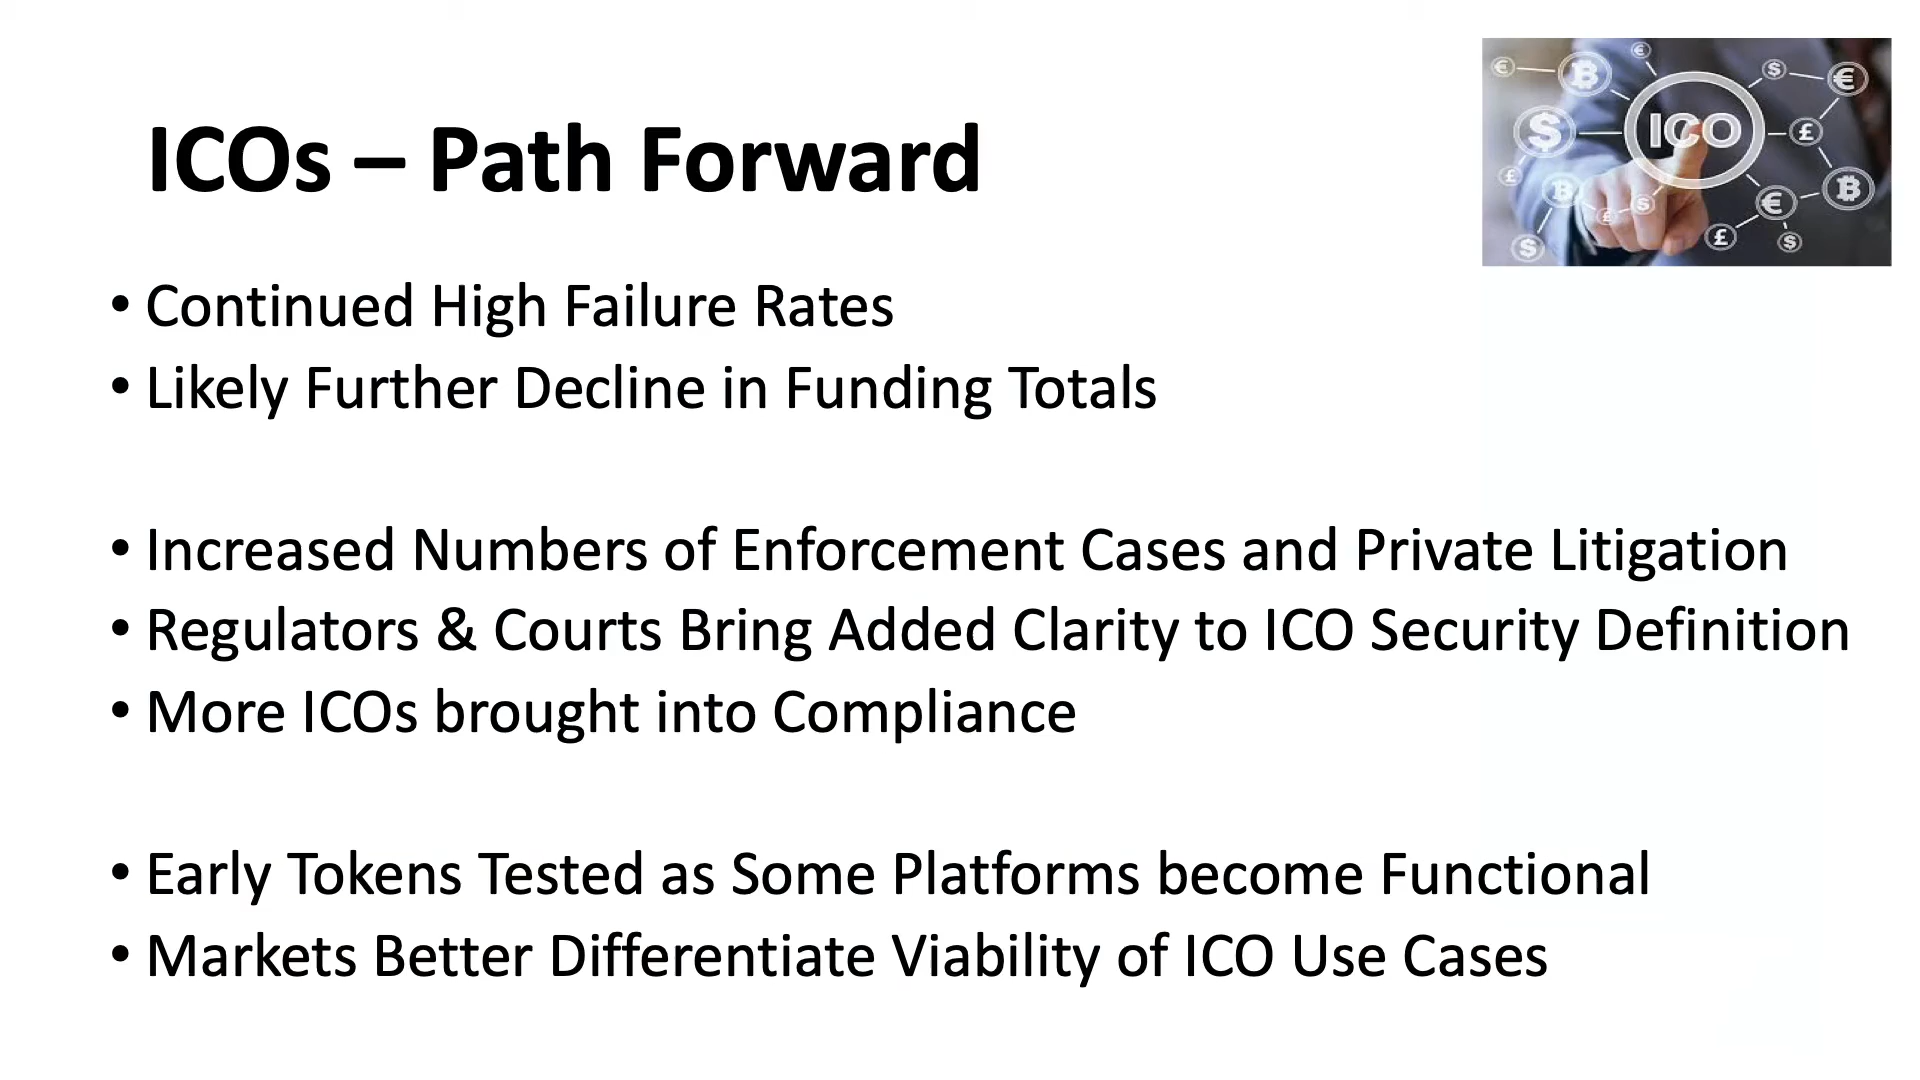 ICOs – Path Forward
ICO
• Continued High Failure Rates
• Likely Further Decline in Funding Totals
• Increased Numbers of Enforcement Cases and Private Litigation
• Regulators & Courts Bring Added Clarity to ICO Security Definition
• More ICOs brought into Compliance
• Early Tokens Tested as Some Platforms become Functional
• Markets Better Differentiate Viability of ICO Use Cases